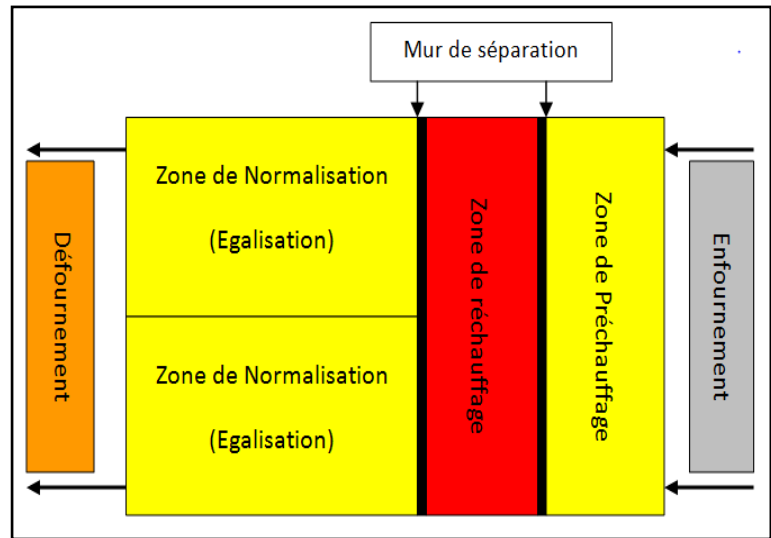 Mur de séparation
Zone de Normalisation
(Egalisation)
Zone de Normalisation
(Egalisation)
Défournement
Zone de réchauffage
Zone de Préchauffage
Enfournement